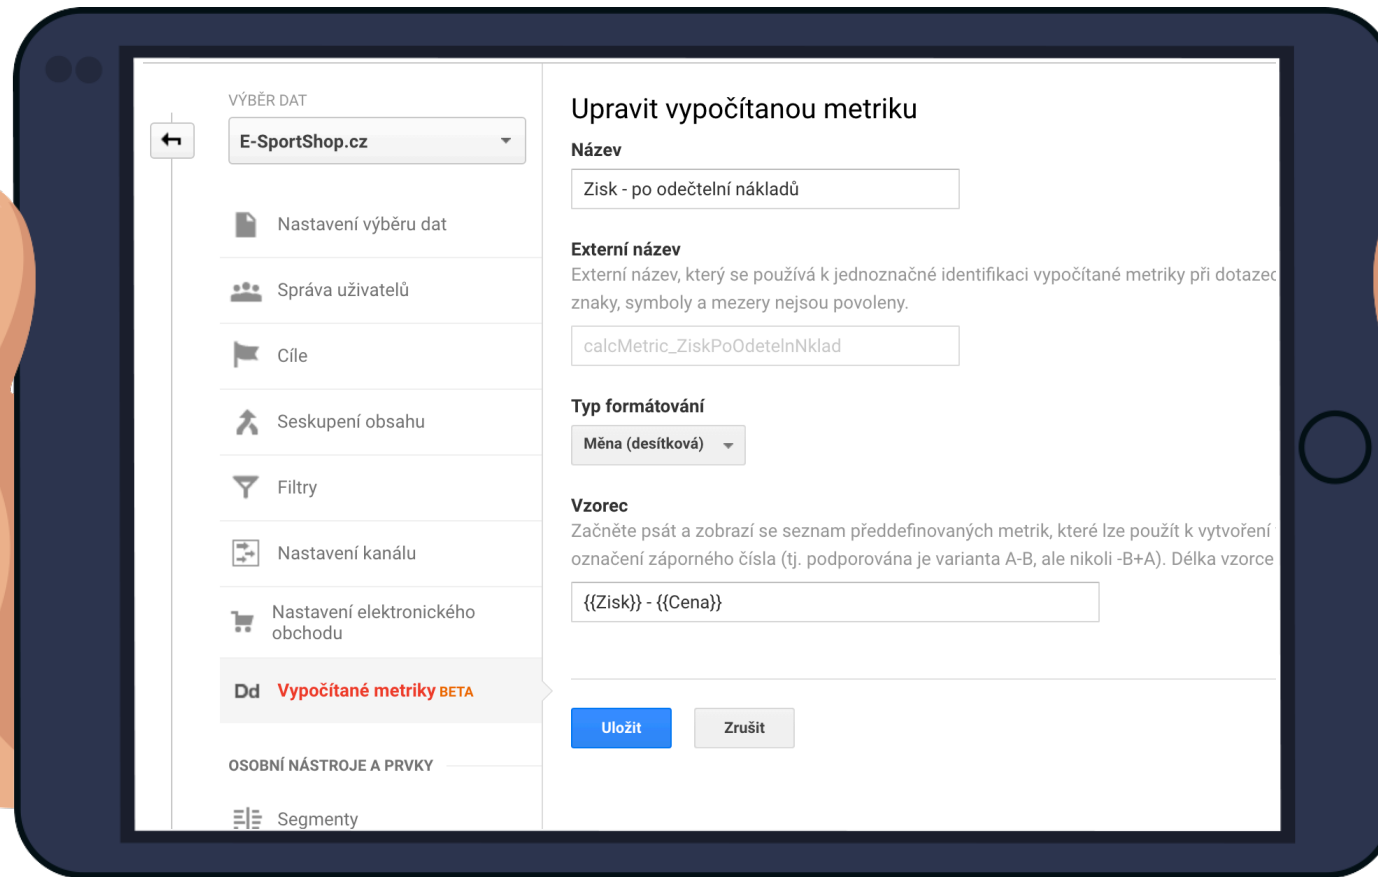 VÝBĚR DAT
E-SportShop.cz
Nastavení výběru dat
Správa uživatelů
Cíle
Seskupení obsahu
Filtry
Nastavení kanálu
Nastavení elektronického
obchodu
Dd Vypočítané metriky BETA
OSOBNÍ NÁSTROJE A PRVKY
Segmenty
Upravit vypočítanou metriku
Název
Zisk - po odečtelní nákladů
Externí název
Externí název, který se používá k jednoznačné identifikaci vypočítané metriky při dotazec
znaky, symboly a mezery nejsou povoleny.
calcMetric_ZiskPoOdetelnNklad
Typ formátování
Měna (desítková)
Vzorec
Začněte psát a zobrazí se seznam předdefinovaných metrik, které lze použít k vytvoření
označení záporného čísla (tj. podporována je varianta A-B, ale nikoli -B+A). Délka vzorce
{{Zisk}} - {{Cena}}
Uložit
Zrušit